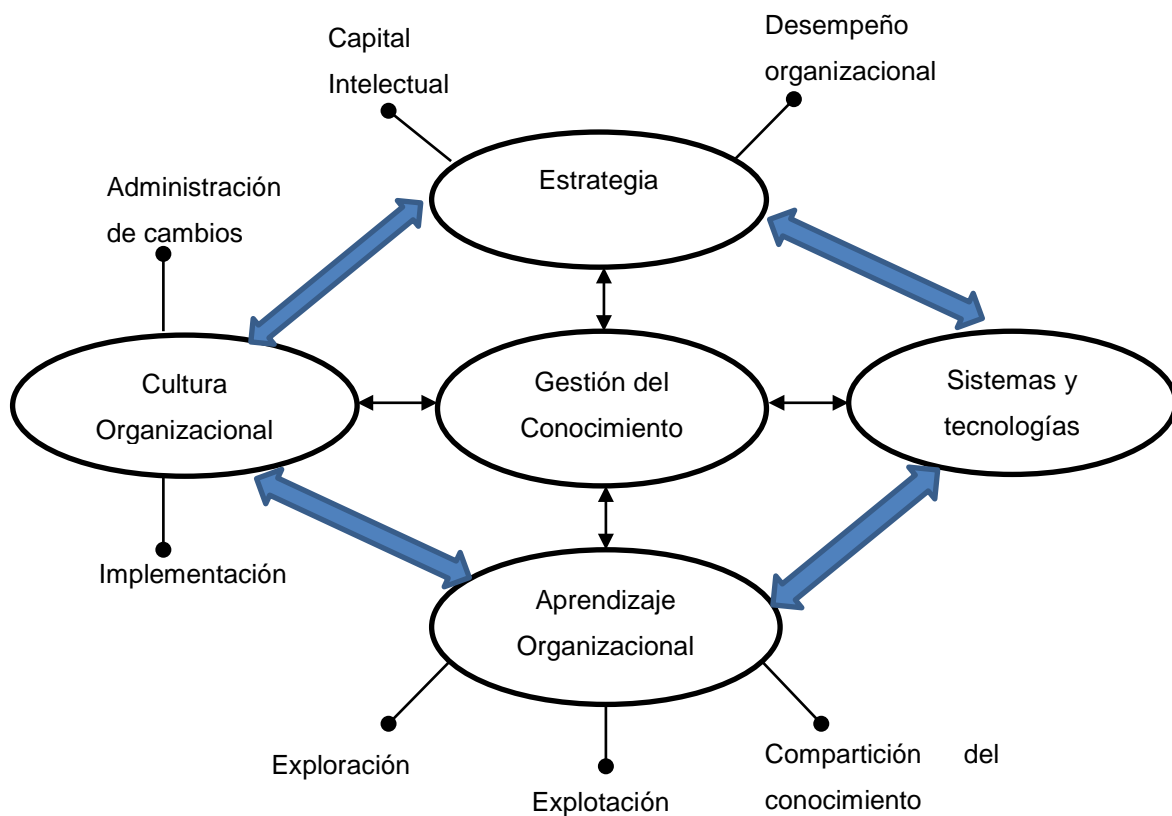 Capital
Intelectual
Desempeño
organizacional
Estrategia
Administración
de cambios
Cultura
Organizacional
Gestión del
Conocimiento
Sistemas y
tecnologías
Implementación
Aprendizaje
Organizacional
Exploración
Explotación
Compartición del
conocimiento